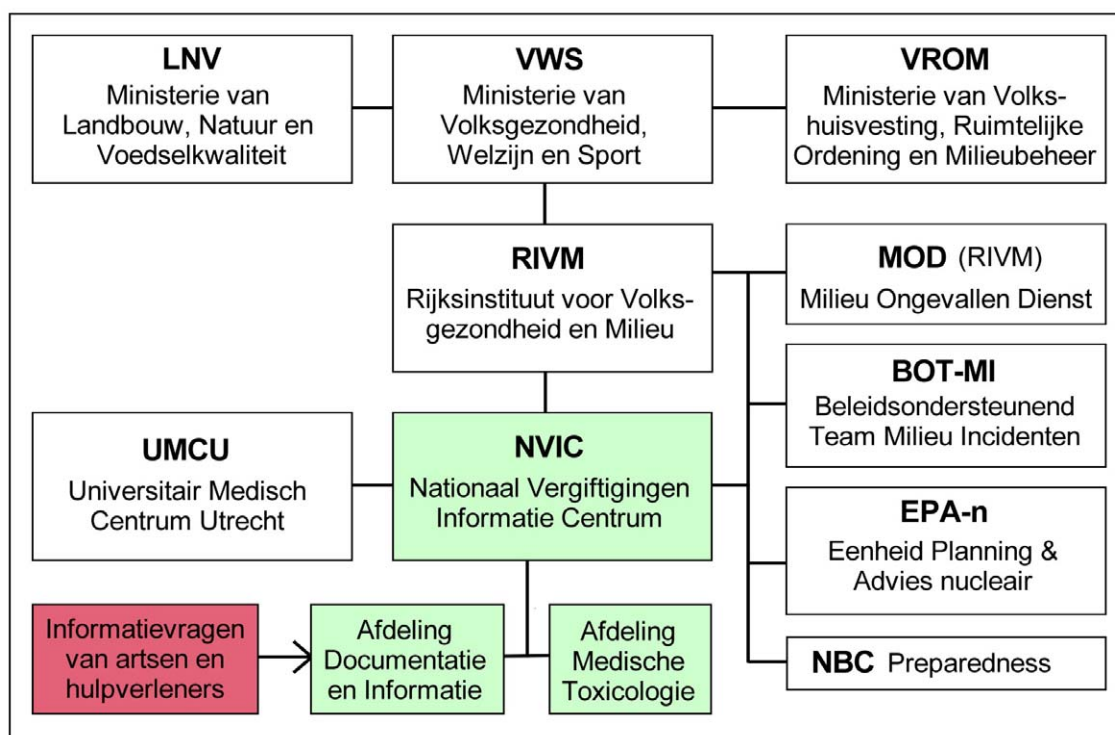 LNV
Ministerie van
Landbouw, Natuur en
Voedselkwaliteit
VWS
Ministerie van
Volksgezondheid,
Welzijn en Sport
VROM
Ministerie van Volks-
huisvesting, Ruimtelijke
Ordening en Milieubeheer
RIVM
Rijksinstituut voor Volks-
gezondheid en Milieu
MOD (RIVM)
Milieu Ongevallen Dienst
BOT-MI
Beleidsondersteunend
Team Milieu Incidenten
UMCU
Universitair Medisch
Centrum Utrecht
NVIC
Nationaal Vergiftigingen
Informatie Centrum
EPA-n
Eenheid Planning &
Advies nucleair
Informatievragen
van artsen en
hulpverleners
Afdeling
Documentatie
en Informatie
Afdeling
Medische
Toxicologie
NBC Preparedness